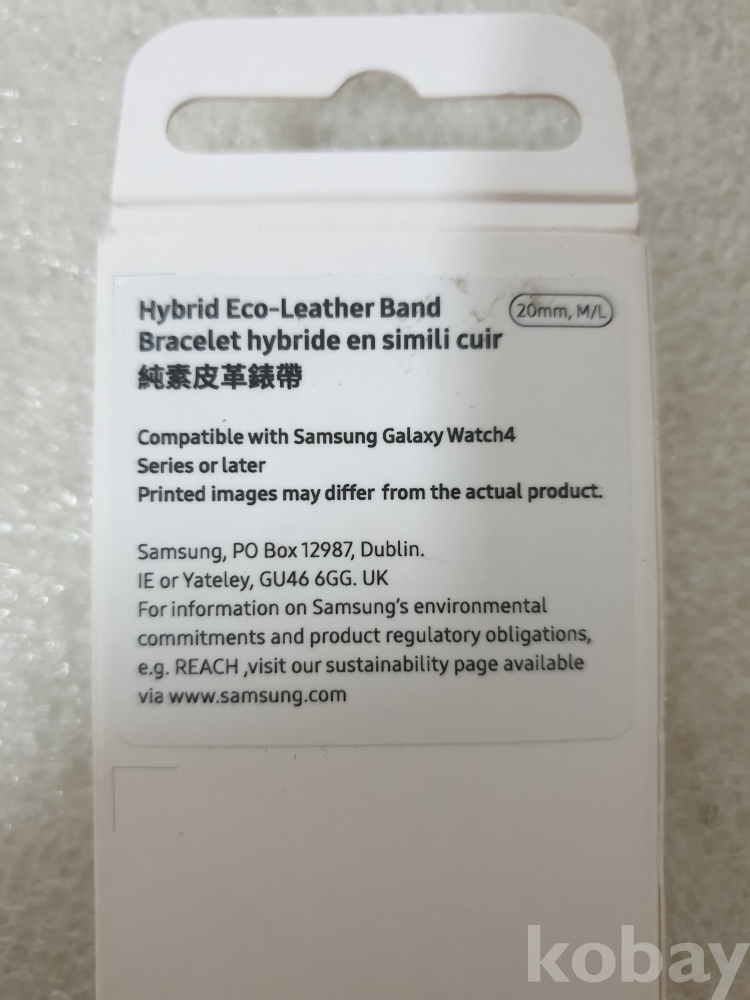 Hybrid Eco-Leather Band
20mm, M/L
Bracelet hybride en simili cuir
純素皮革錶帶
Compatible with Samsung Galaxy Watch4
Series or later
Printed images may differ from the actual product.
Samsung, PO Box 12987, Dublin.
IE or Yateley, GU46 6GG. UK
For information on Samsung's environmental
commitments and product regulatory obligations,
e.g. REACH ,visit our sustainability page available
via www.samsung.com
kobay